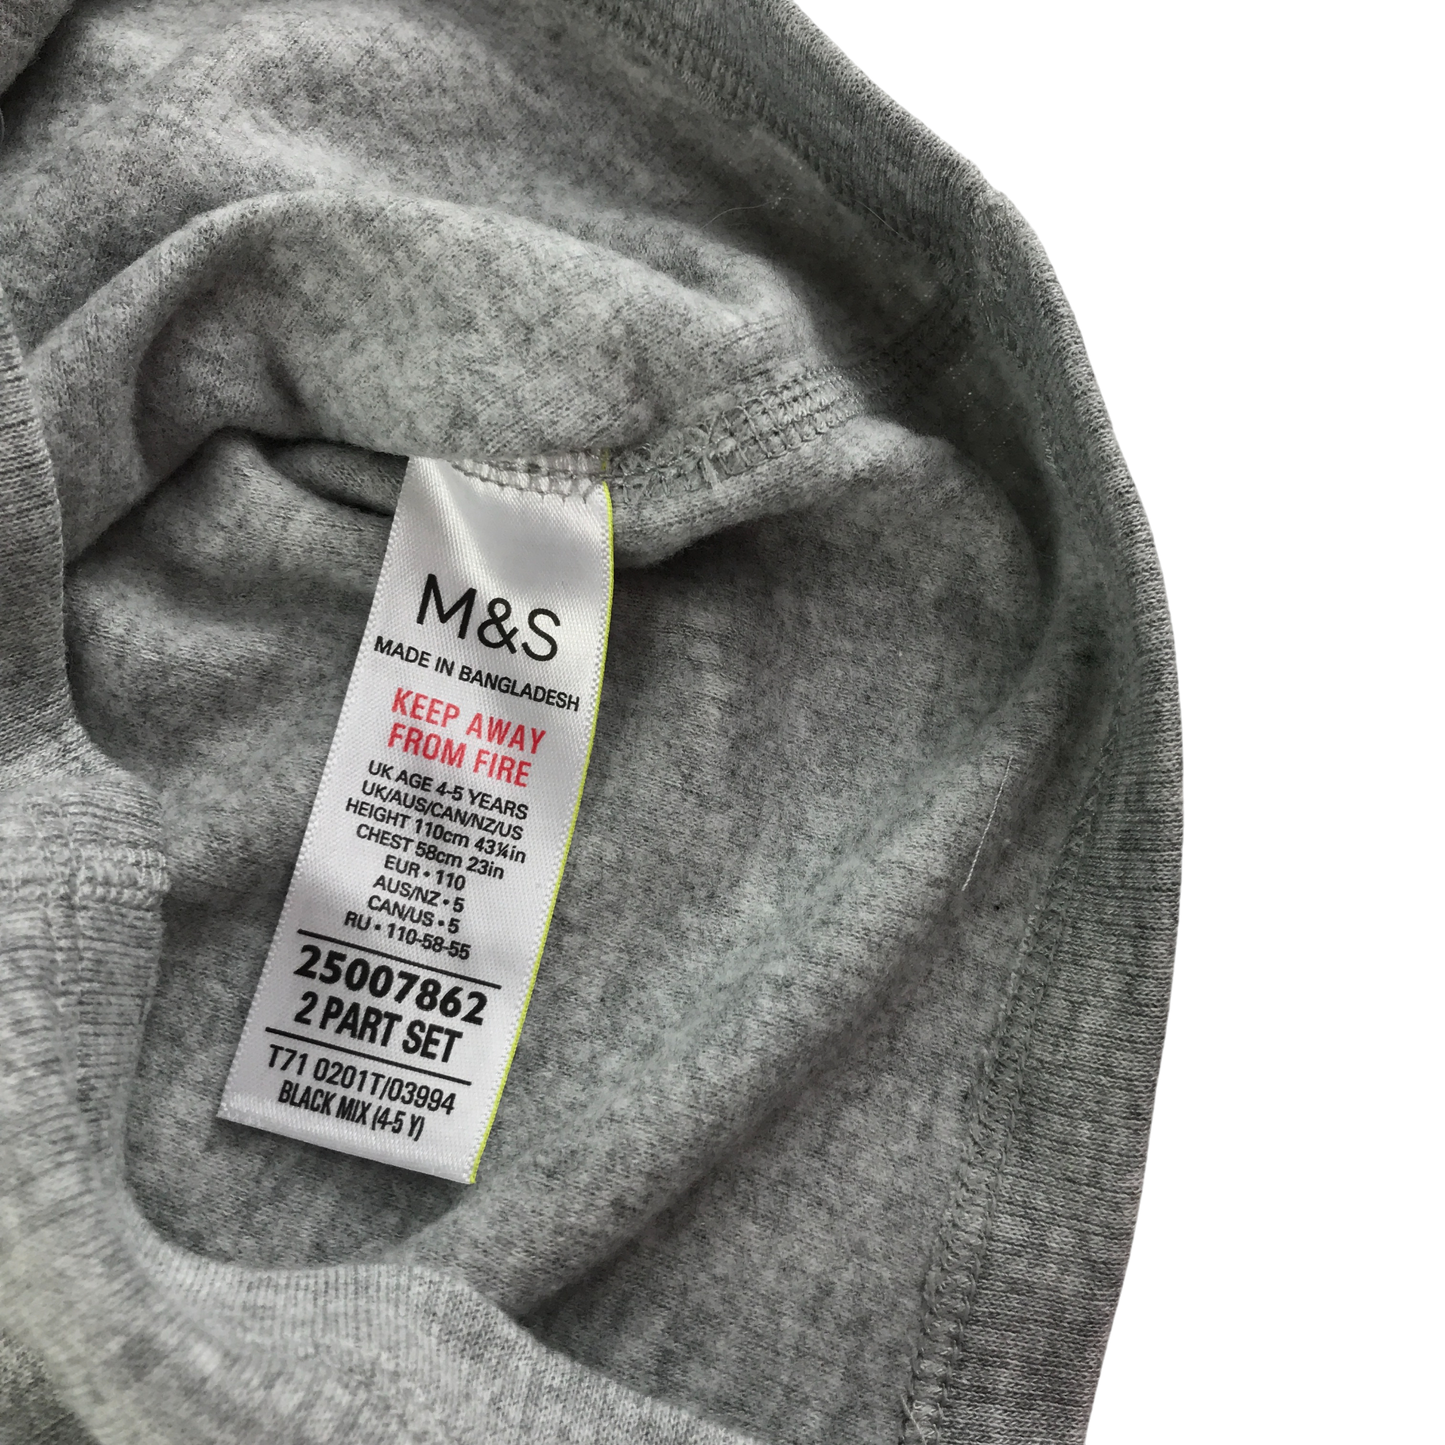 M&S
MADE IN BANGLADESH
KEEP AWAY
FROM FIRE
UK AGE 4-5 YEARS
UK/AUS/CAN/NZ/US
HEIGHT 110cm 43¼in
CHEST 58cm 23in
EUR • 110
AUS/NZ • 5
CAN/US • 5
RU • 110-58-55
25007862
2 PART SET
T71 0201T/03994
BLACK MIX (4-5 Y)